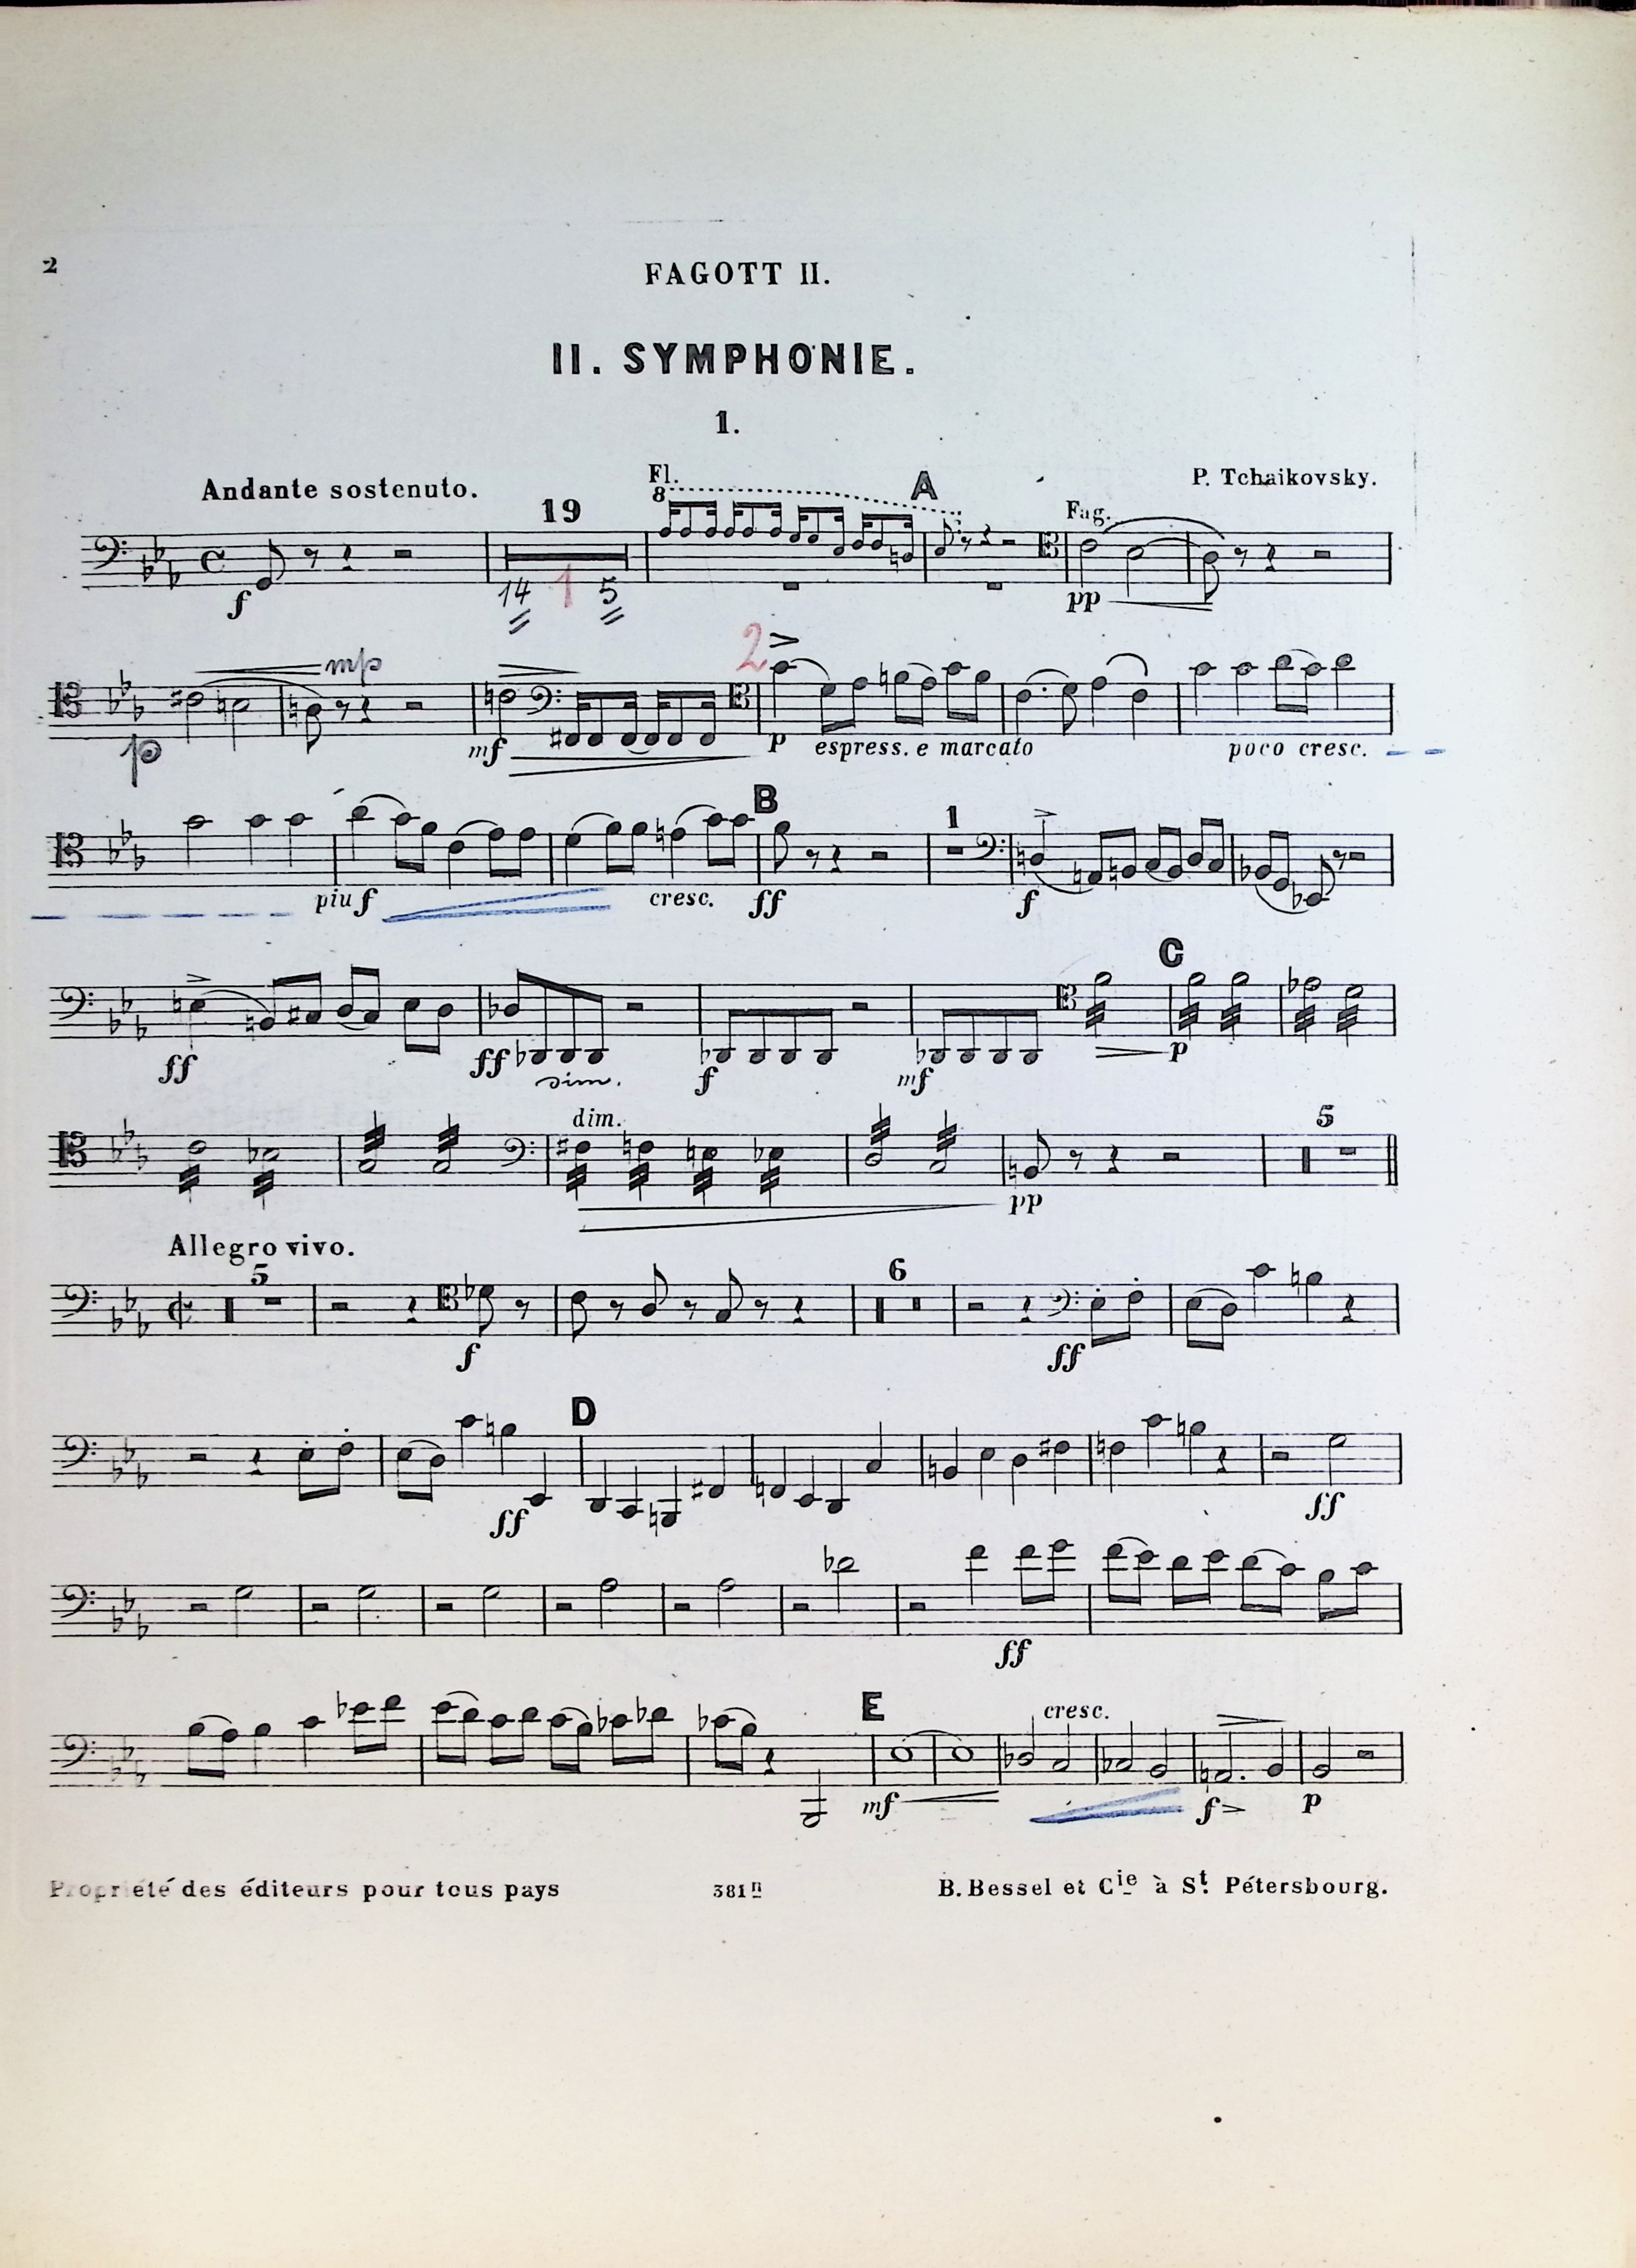 2
FAGOTT II.
II. SYMPHONIE.
1.
Andante sostenuto.
19
Fl.
8
A
Fag.
P. Tchaikovsky.
f
14 1 5
pp
mp
2
p
mf
p espress. e marcato
poco cresc.
B
1
piu f
cresc.
ff
f
C
ff
ff
dim.
f
mf
p
dim.
5
pp
Allegro vivo.
5
6
f
ff
D
ff
ff
ff
E
cresc.
mf
f
p
Propriété des éditeurs pour tous pays
381 n
B. Bessel et Cie à St. Pétersbourg.